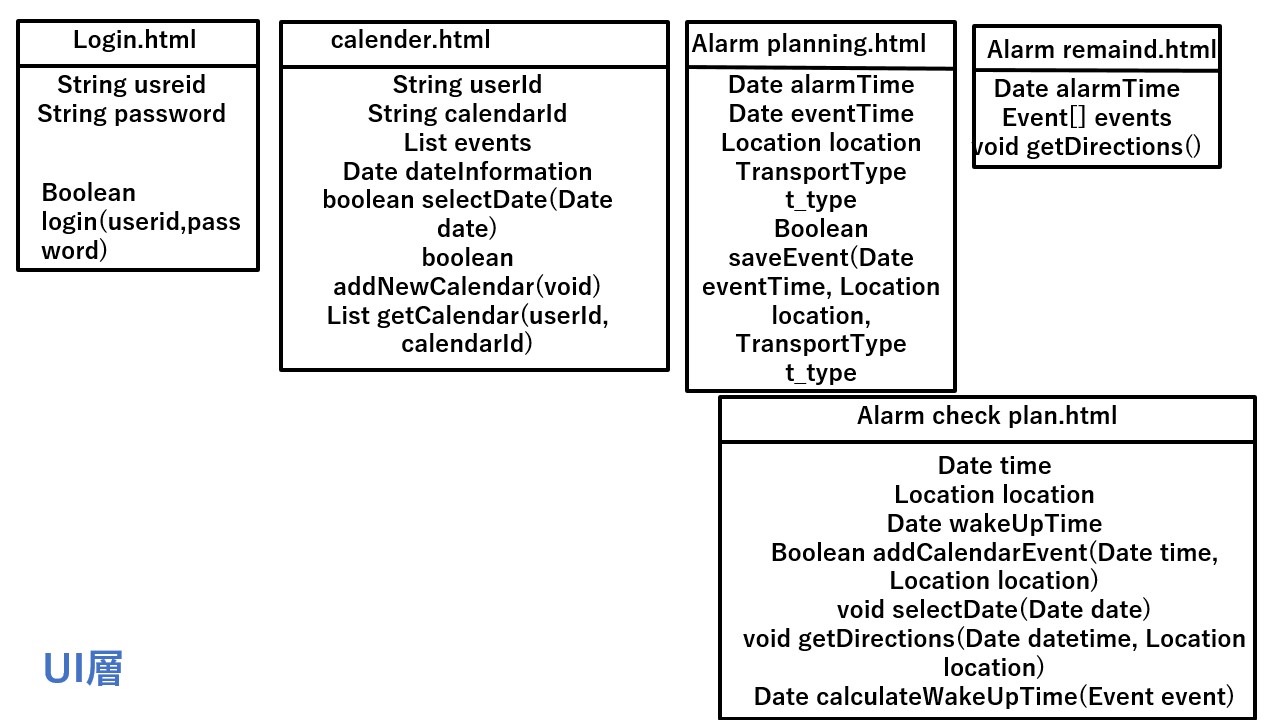 Login.html
String usreid
String password
Boolean
login(userid,pass
word)
calender.html
String userId
String calendarId
List events
Date dateInformation
boolean selectDate(Date
date)
boolean
addNewCalendar(void)
List getCalendar(userId,
calendarId)
Alarm planning.html
Date alarmTime
Date eventTime
Location location
TransportType
t_type
Boolean
saveEvent(Date
eventTime, Location
location,
TransportType
t_type
Alarm remaind.html
Date alarmTime
Event[] events
void getDirections()
Alarm check plan.html
Date time
Location location
Date wakeUpTime
Boolean addCalendarEvent(Date time,
Location location)
void selectDate(Date date)
void getDirections(Date datetime, Location
location)
Date calculateWakeUpTime(Event event)
UI層